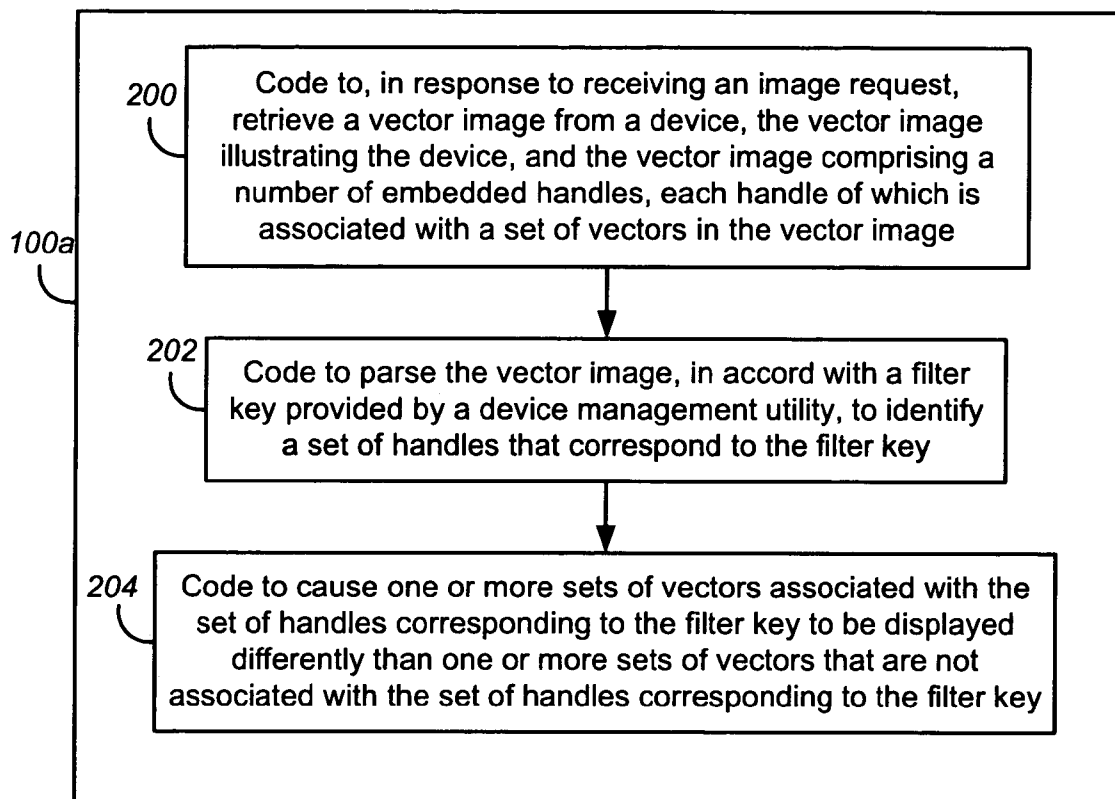 200
Code to, in response to receiving an image request,
retrieve a vector image from a device, the vector image
illustrating the device, and the vector image comprising a
number of embedded handles, each handle of which is
associated with a set of vectors in the vector image
100a
202
Code to parse the vector image, in accord with a filter
key provided by a device management utility, to identify
a set of handles that correspond to the filter key
204
Code to cause one or more sets of vectors associated with the
set of handles corresponding to the filter key to be displayed
differently than one or more sets of vectors that are not
associated with the set of handles corresponding to the filter key